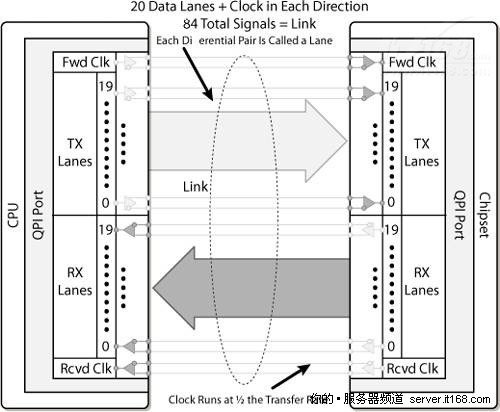 20 Data Lanes + Clock in Each Direction
84 Total Signals = Link
Each Di erential Pair Is Called a Lane
Fwd Clk
Fwd Clk
19
19
TX
Lanes
TX
Lanes
Link
0
0
CPU
QPI Port
QPI Port
Chipset
19
19
RX
Lanes
RX
Lanes
0
0
Rcvd Clk
Rcvd Clk
Clock Runs at ½ the Transfer
你的·服务器频道 server.it168.com